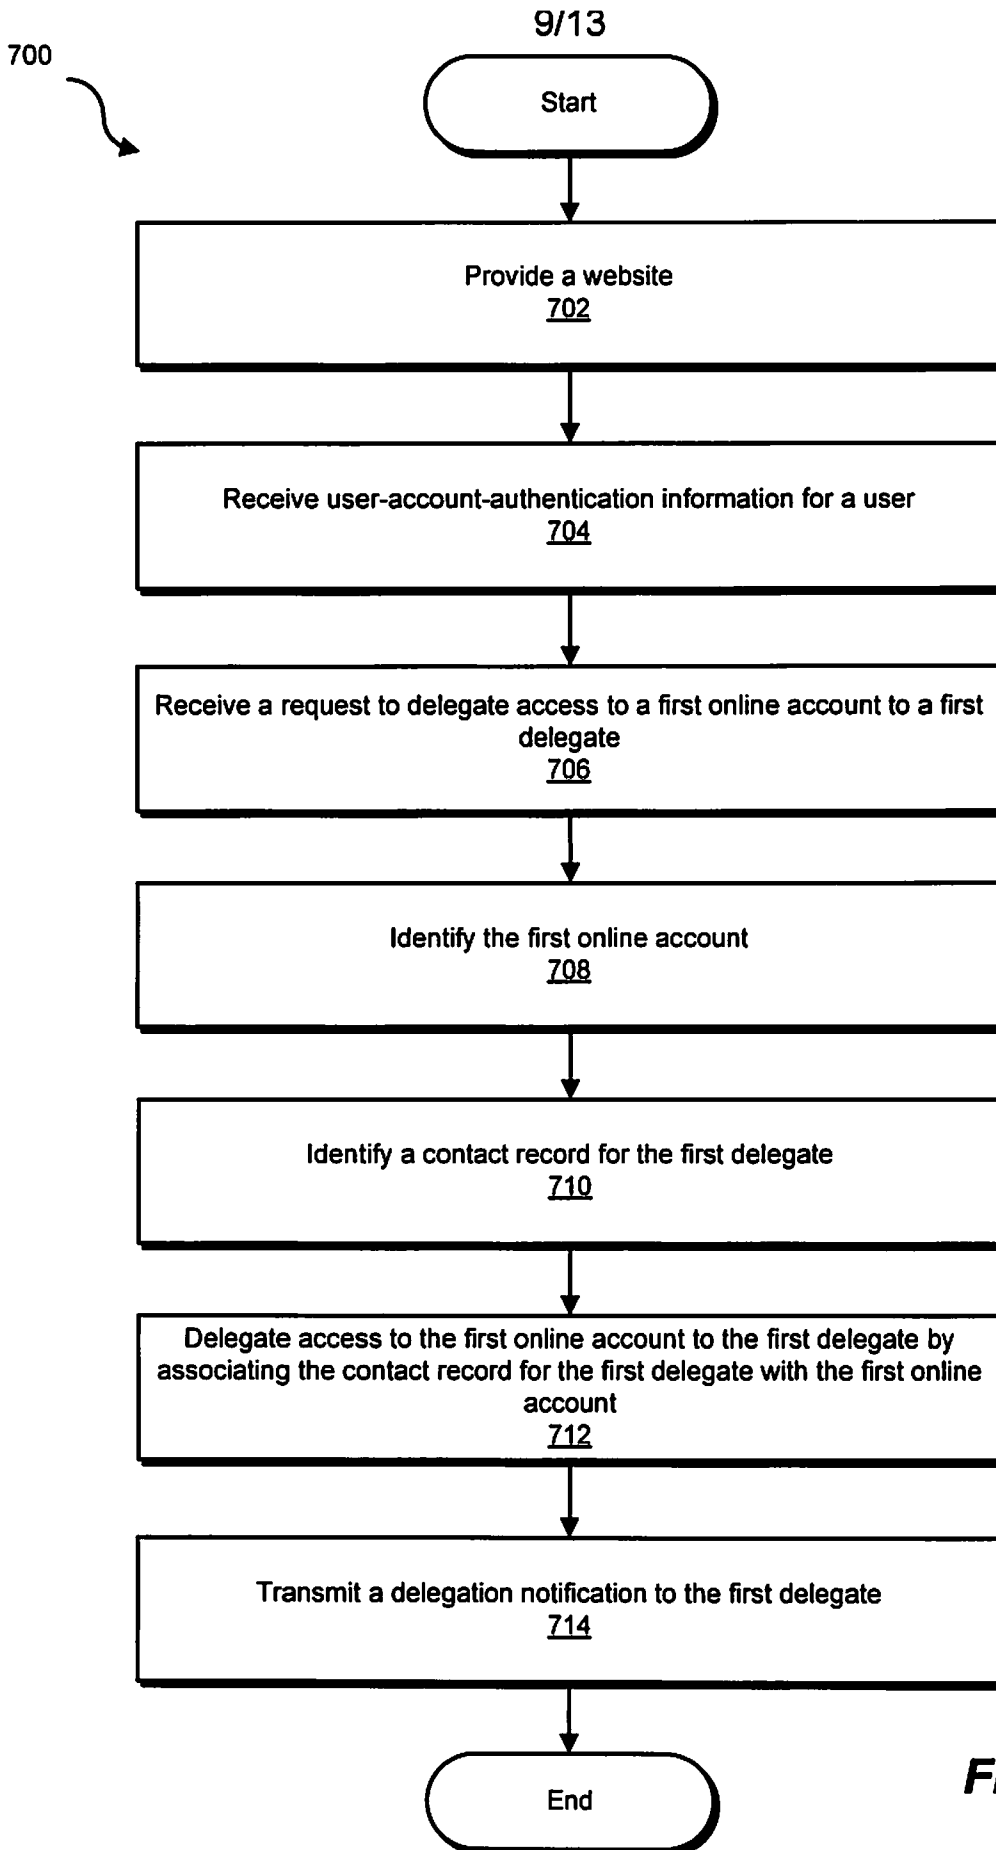 9/13
700
Start
Provide a website
702
Receive user-account-authentication information for a user
704
Receive a request to delegate access to a first online account to a first
delegate
706
Identify the first online account
708
Identify a contact record for the first delegate
710
Delegate access to the first online account to the first delegate by
associating the contact record for the first delegate with the first online
account
712
Transmit a delegation notification to the first delegate
714
End